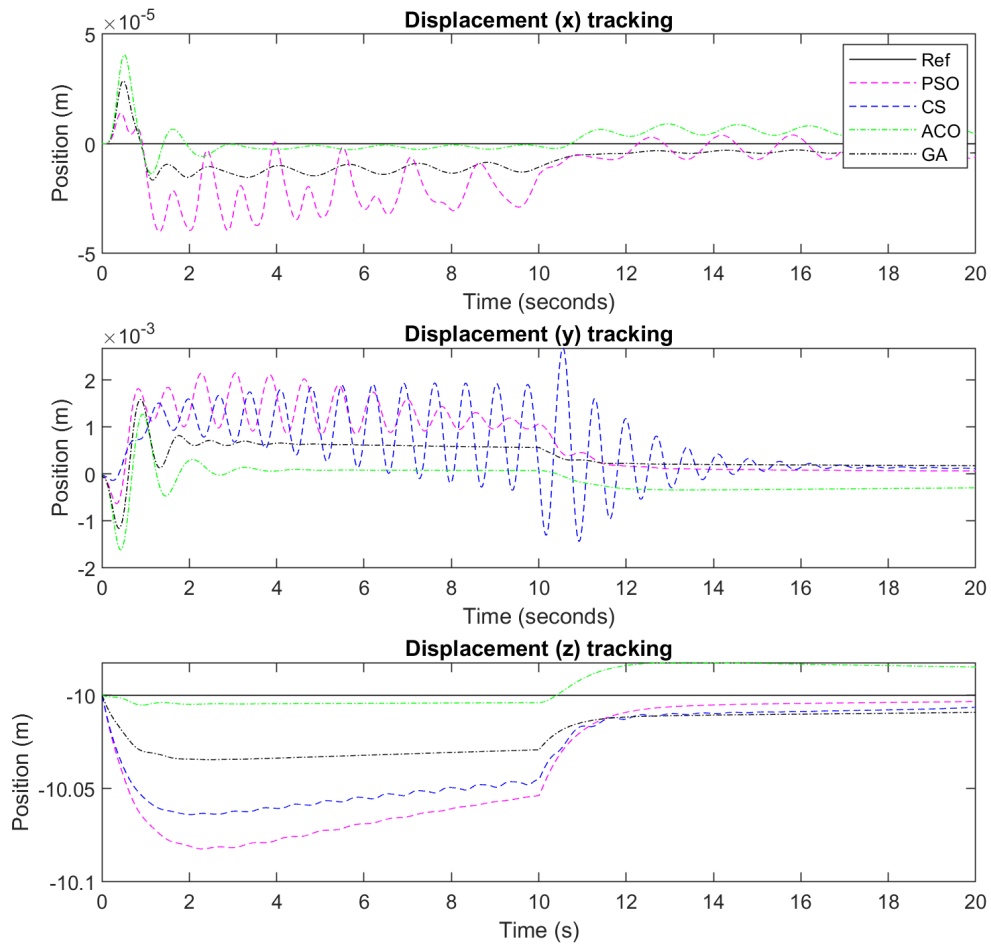 Displacement (x) tracking
×10⁻⁵
5
0
-5
Position (m)
Ref
PSO
CS
ACO
GA
0 2 4 6 8 10 12 14 16 18 20
Time (seconds)
Displacement (y) tracking
×10⁻³
2
1
0
-1
-2
Position (m)
0 2 4 6 8 10 12 14 16 18 20
Time (seconds)
Displacement (z) tracking
-10
-10.05
-10.1
Position (m)
0 2 4 6 8 10 12 14 16 18 20
Time (s)